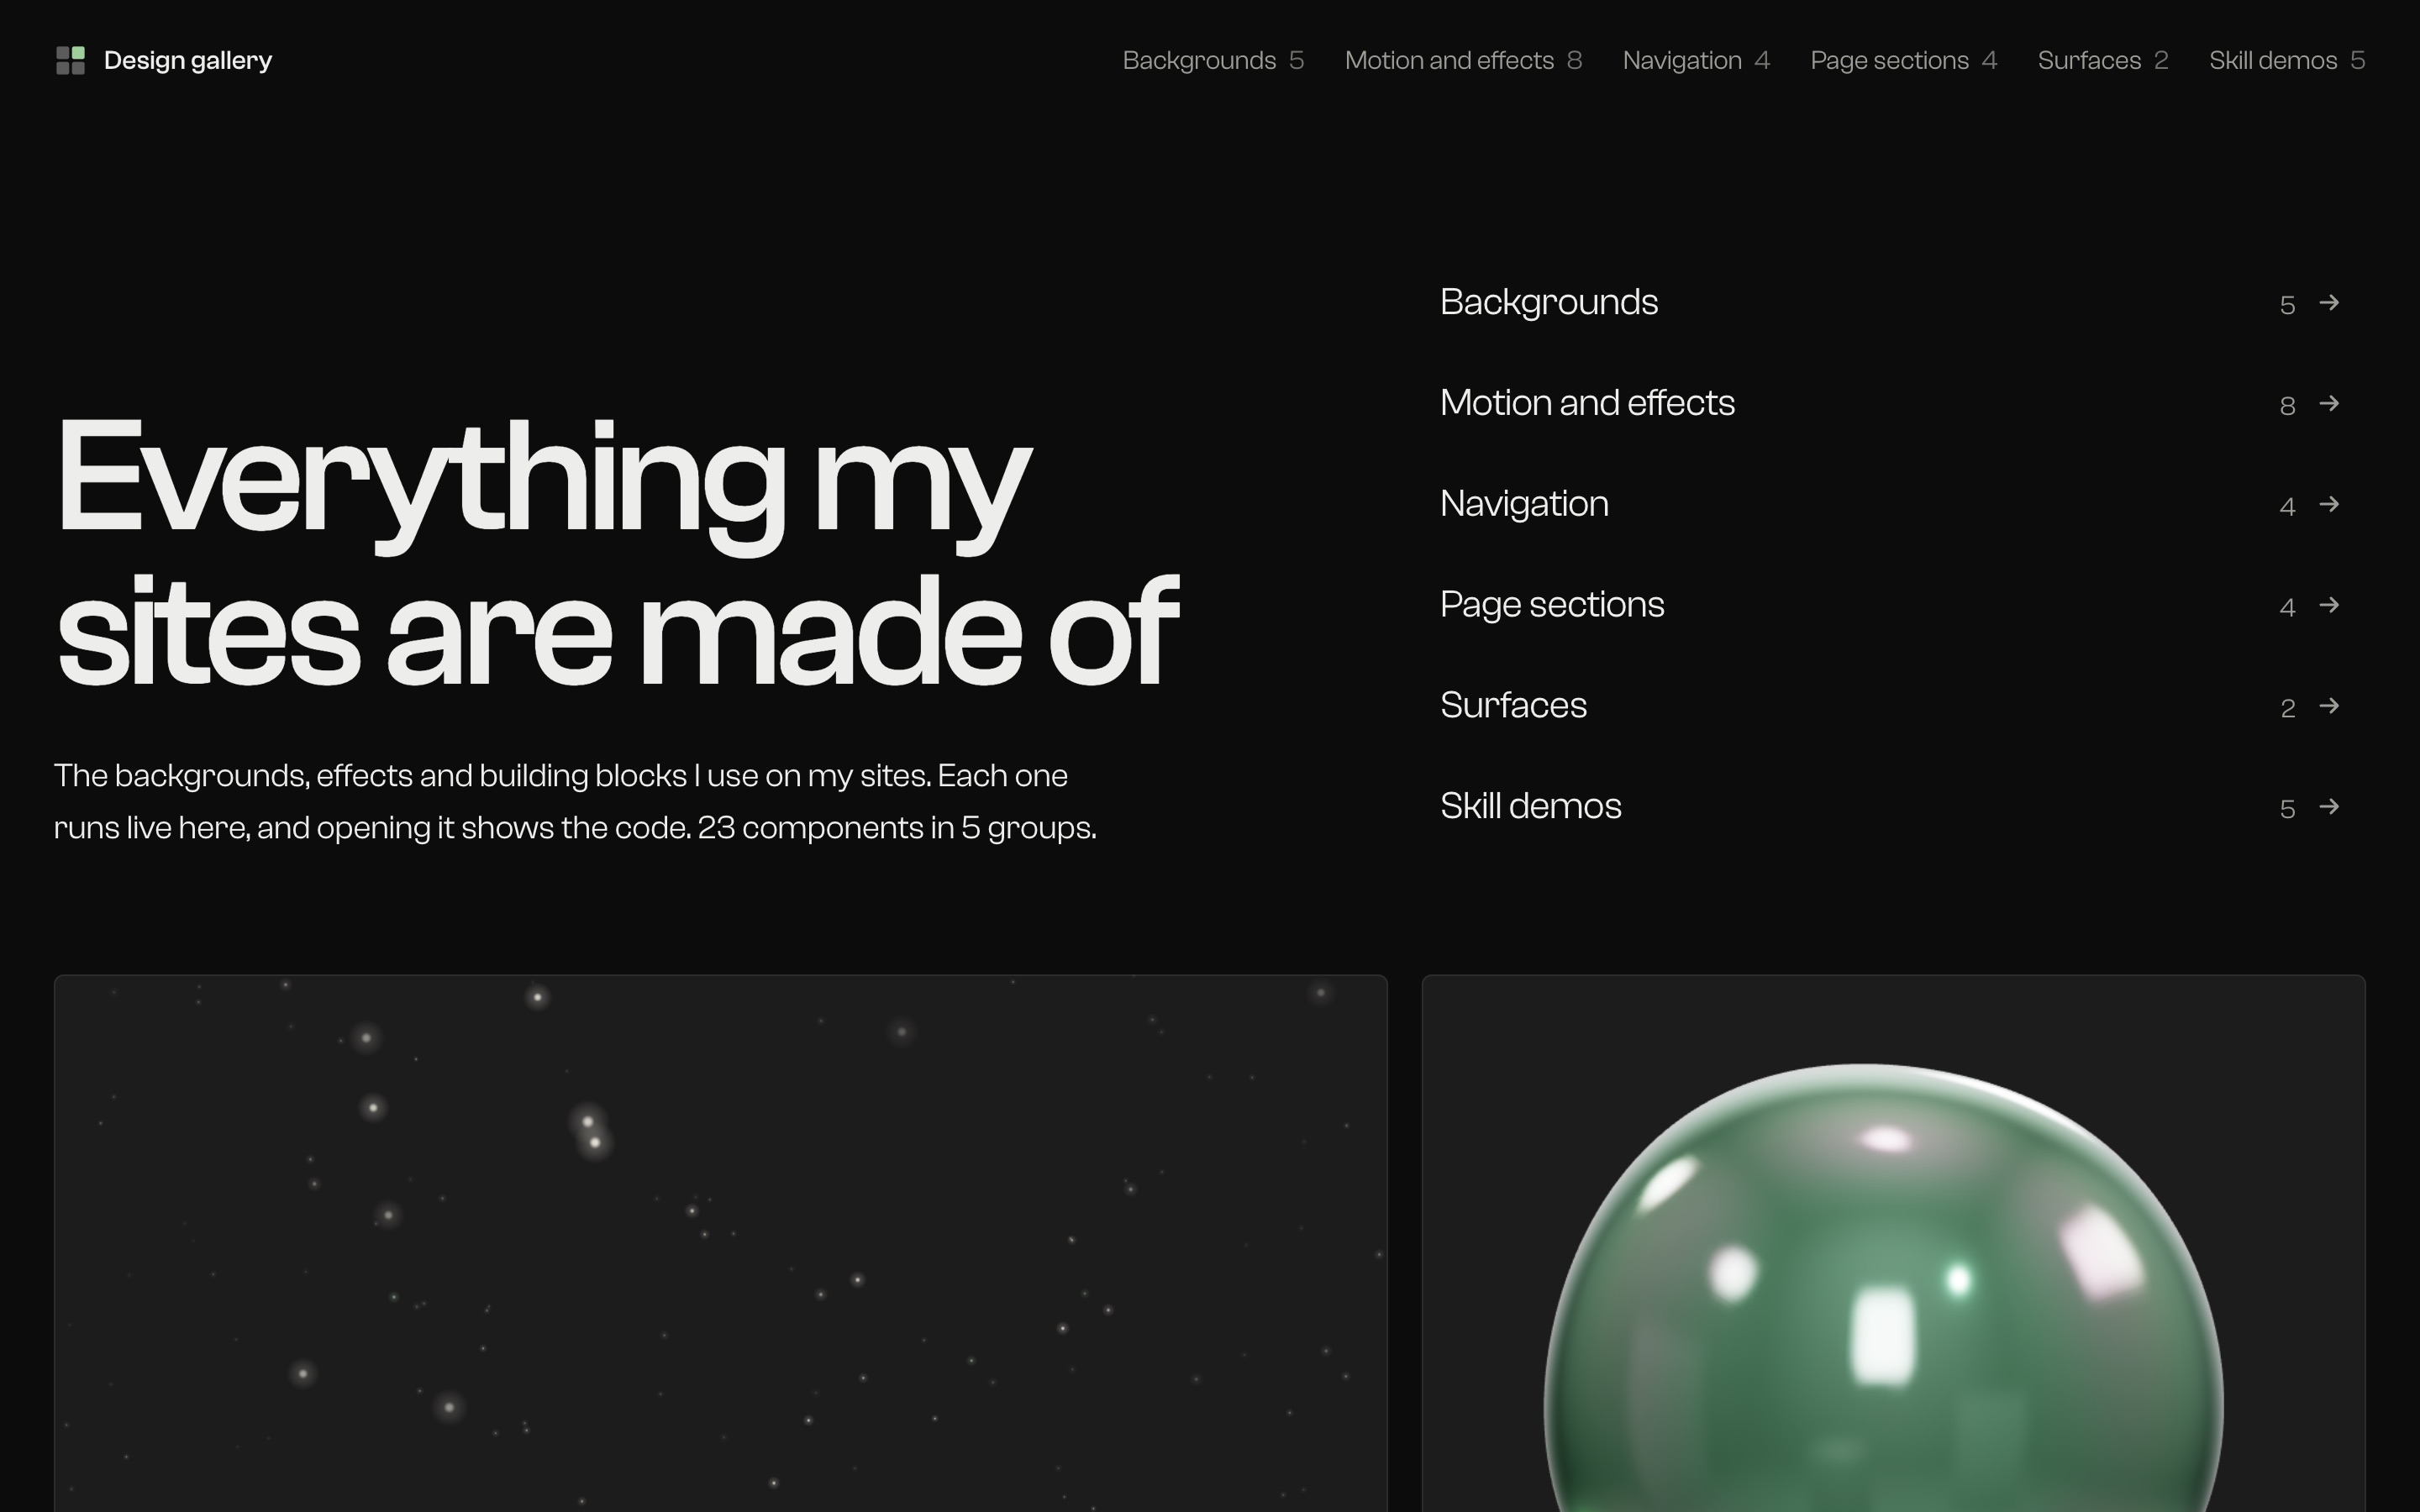 Design gallery
Backgrounds 5 Motion and effects 8 Navigation 4 Page sections 4 Surfaces 2 Skill demos 5
Everything my
sites are made of
The backgrounds, effects and building blocks I use on my sites. Each one
runs live here, and opening it shows the code. 23 components in 5 groups.
Backgrounds 5 →
Motion and effects 8 →
Navigation 4 →
Page sections 4 →
Surfaces 2 →
Skill demos 5 →